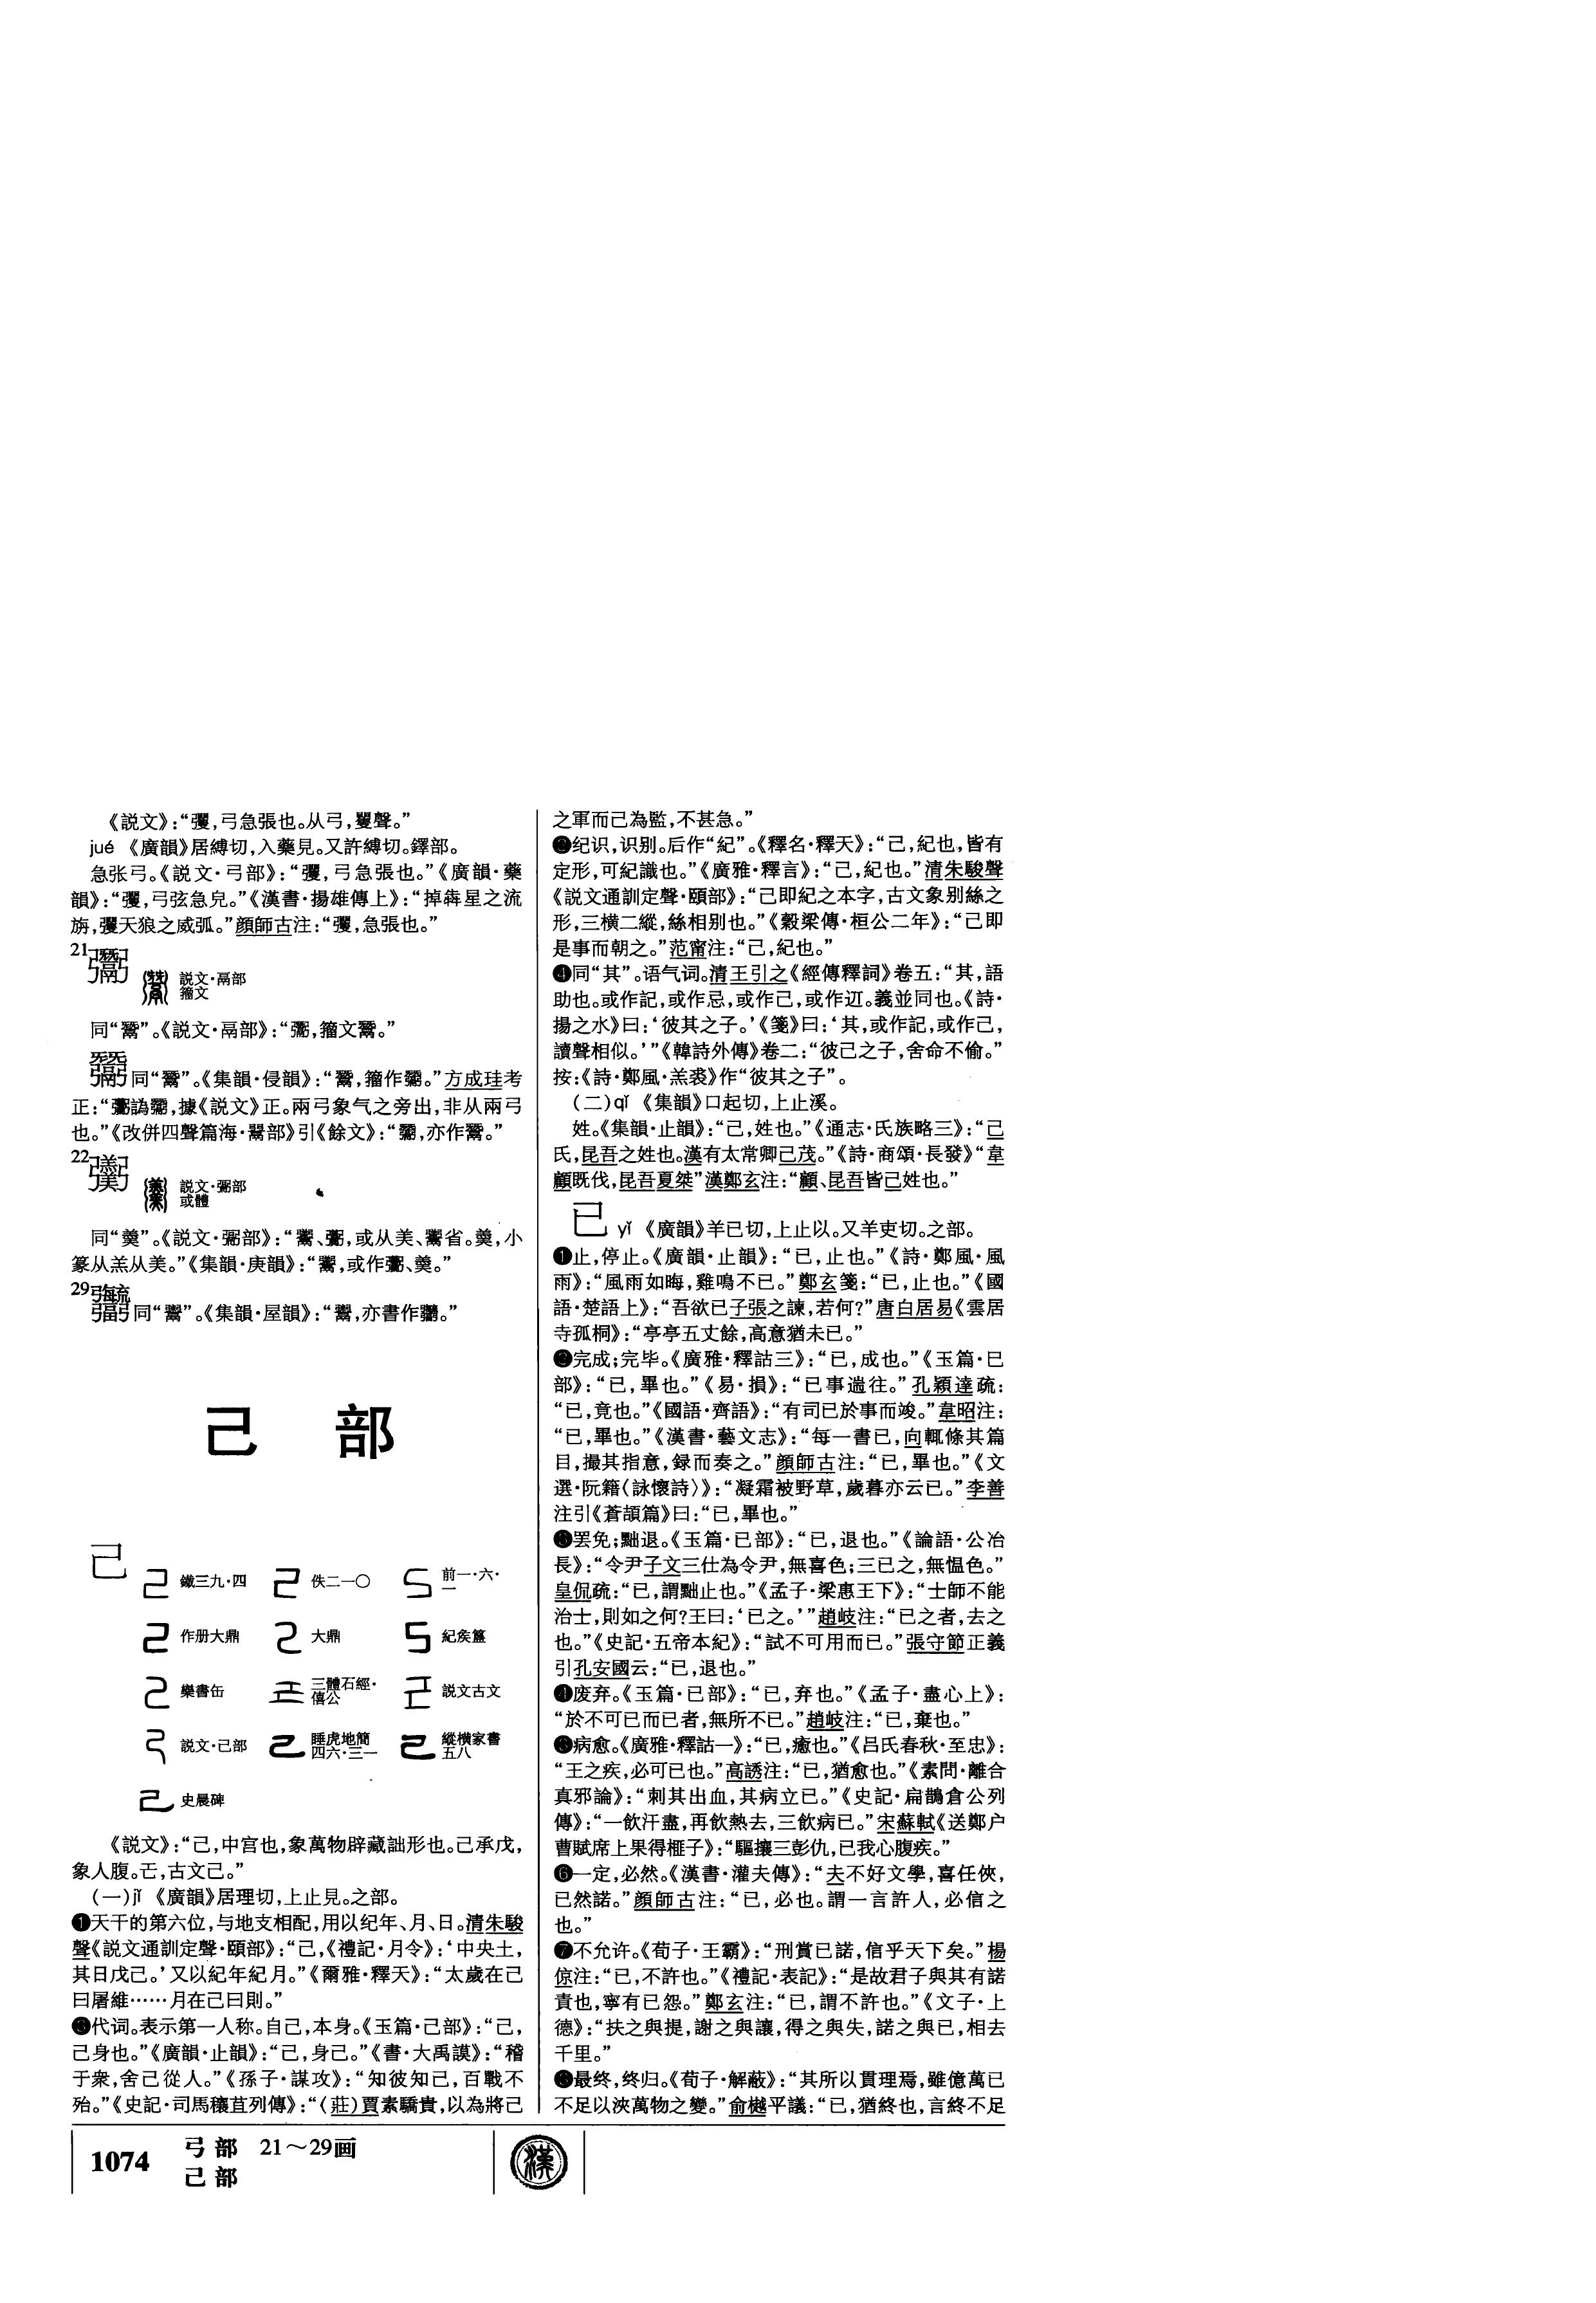 《説文》：“彏，弓急張也。从弓，矍聲。”
jué 《廣韻》居縛切，入藥見。又許縛切。鐸部。
急张弓。《説文·弓部》：“彏，弓急張也。”《廣韻·藥
韻》：“彏，弓弦急皃。”《漢書·揚雄傳上》：“掉犇星之流
旃，彏天狼之威弧。”顔師古注：“彏，急張也。”
21
説文·鬲部
籀文
同“鬵”。《説文·鬲部》：“，籀文鬵。”
同“鬵”。《集韻·侵韻》：“鬵，籀作。”方成珪考
正：“譌，據《説文》正。兩弓象气之旁出，非从兩弓
也。”《改併四聲篇海·鬲部》引《餘文》：“，亦作鬵。”
22
説文·䰜部
或體
同“羹”。《説文·䰜部》：“、，或从美、省。羹，小
篆从羔从美。”《集韻·庚韻》：“，或作、羹。”
29
同“鬻”。《集韻·屋韻》：“鬻，亦書作。”
己 部
己
鐵三九·四 佚二一〇 前一·六·
一
作册大鼎 大鼎 紀矦簋
欒書缶 三體石經·
僖公 説文古文
説文·己部 睡虎地簡
四六·三一 縱横家書
五八
史晨碑
《説文》：“己，中宫也，象萬物辟藏詘形也。己承戊，
象人腹。𢀒，古文己。”
（一）jǐ 《廣韻》居理切，上止見。之部。
❶天干的第六位，与地支相配，用以纪年、月、日。清朱駿
聲《説文通訓定聲·頤部》：“己，《禮記·月令》：‘中央土，
其日戊己。’又以紀年紀月。”《爾雅·釋天》：“太歲在己
曰屠維……月在己曰則。”
❷代词。表示第一人称。自己，本身。《玉篇·己部》：“己，
己身也。”《廣韻·止韻》：“己，身己。”《書·大禹謨》：“稽
于衆，舍己從人。”《孫子·謀攻》：“知彼知己，百戰不
殆。”《史記·司馬穰苴列傳》：“（莊）賈素驕貴，以為將己
之軍而己為監，不甚急。”
❸纪识，识别。后作“紀”。《釋名·釋天》：“己，紀也，皆有
定形，可紀識也。”《廣雅·釋言》：“己，紀也。”清朱駿聲
《説文通訓定聲·頤部》：“己即紀之本字，古文象别絲之
形，三横二縱，絲相别也。”《穀梁傳·桓公二年》：“己即
是事而朝之。”范甯注：“己，紀也。”
❹同“其”。语气词。清王引之《經傳釋詞》卷五：“其，語
助也。或作記，或作忌，或作己，或作䢋。義並同也。《詩·
揚之水》曰：‘彼其之子。’《箋》曰：‘其，或作記，或作己，
讀聲相似。’”《韓詩外傳》卷二：“彼己之子，舍命不偷。”
按：《詩·鄭風·羔裘》作“彼其之子”。
（二）qǐ 《集韻》口起切，上止溪。
姓。《集韻·止韻》：“己，姓也。”《通志·氏族略三》：“己
氏，昆吾之姓也。漢有太常卿己茂。”《詩·商頌·長發》“韋
顧既伐，昆吾夏桀”漢鄭玄注：“顧、昆吾皆己姓也。”
已 yǐ 《廣韻》羊已切，上止以。又羊吏切。之部。
❶止，停止。《廣韻·止韻》：“已，止也。”《詩·鄭風·風
雨》：“風雨如晦，雞鳴不已。”鄭玄箋：“已，止也。”《國
語·楚語上》：“吾欲已子張之諫，若何？”唐白居易《雲居
寺孤桐》：“亭亭五丈餘，高意猶未已。”
❷完成；完毕。《廣雅·釋詁三》：“已，成也。”《玉篇·已
部》：“已，畢也。”《易·損》：“已事遄往。”孔穎達疏：
“已，竟也。”《國語·齊語》：“有司已於事而竣。”韋昭注：
“已，畢也。”《漢書·藝文志》：“每一書已，向輒條其篇
目，撮其指意，録而奏之。”顔師古注：“已，畢也。”《文
選·阮籍〈詠懷詩〉》：“凝霜被野草，歲暮亦云已。”李善
注引《蒼頡篇》曰：“已，畢也。”
❸罢免；黜退。《玉篇·已部》：“已，退也。”《論語·公冶
長》：“令尹子文三仕為令尹，無喜色；三已之，無愠色。”
皇侃疏：“已，謂黜止也。”《孟子·梁惠王下》：“士師不能
治士，則如之何？王曰：‘已之。’”趙岐注：“已之者，去之
也。”《史記·五帝本紀》：“試不可用而已。”張守節正義
引孔安國云：“已，退也。”
❹废弃。《玉篇·已部》：“已，弃也。”《孟子·盡心上》：
“於不可已而已者，無所不已。”趙岐注：“已，棄也。”
❺病愈。《廣雅·釋詁一》：“已，癒也。”《吕氏春秋·至忠》：
“王之疾，必可已也。”高誘注：“已，猶愈也。”《素問·離合
真邪論》：“刺其出血，其病立已。”《史記·扁鵲倉公列
傳》：“一飲汗盡，再飲熱去，三飲病已。”宋蘇軾《送鄭户
曹賦席上果得榧子》：“驅攘三彭仇，已我心腹疾。”
❻一定，必然。《漢書·灌夫傳》：“夫不好文學，喜任俠，
已然諾。”顔師古注：“已，必也。謂一言許人，必信之
也。”
❼不允许。《荀子·王霸》：“刑賞已諾，信乎天下矣。”楊
倞注：“已，不許也。”《禮記·表記》：“是故君子與其有諾
責也，寧有已怨。”鄭玄注：“已，謂不許也。”《文子·上
德》：“扶之與提，謝之與讓，得之與失，諾之與已，相去
千里。”
❽最终，终归。《荀子·解蔽》：“其所以貫理焉，雖億萬已
不足以浹萬物之變。”俞樾平議：“已，猶終也，言終不足
1074 弓部 21～29画
己部
漢